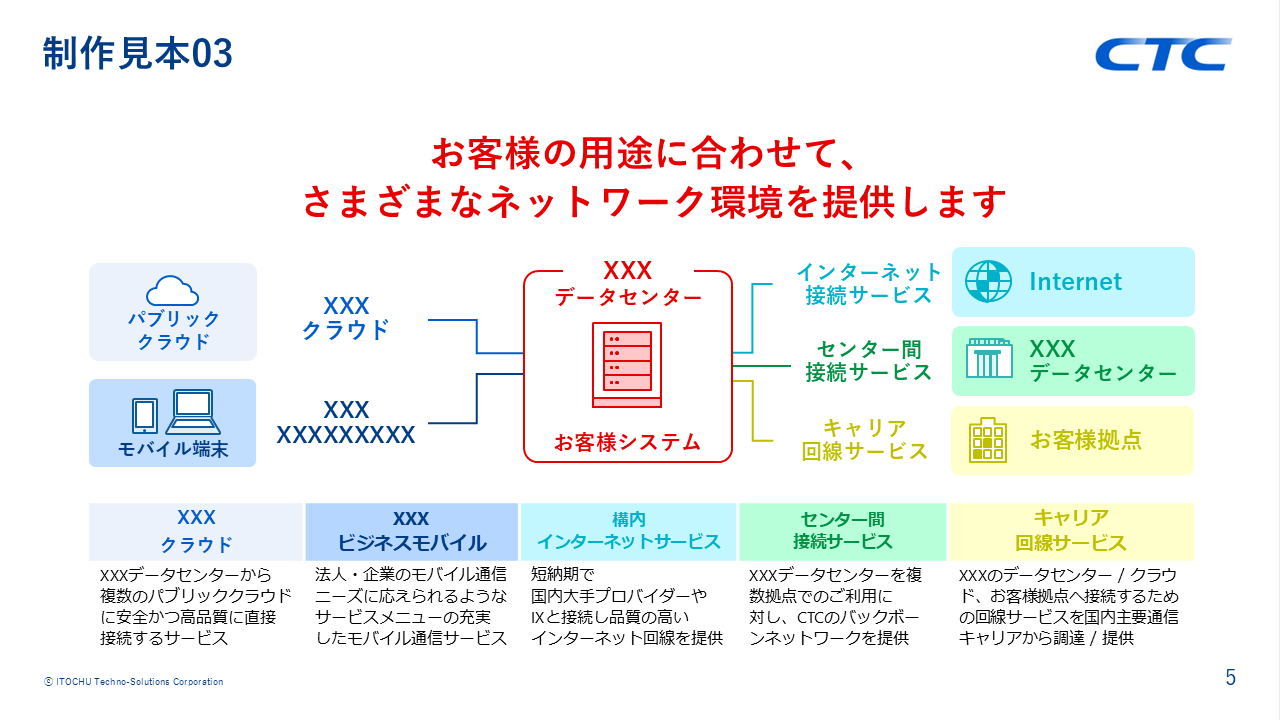 制作見本03
CTC
お客様の用途に合わせて、
さまざまなネットワーク環境を提供します
パブリック
クラウド
モバイル端末
XXX
クラウド
XXX
XXXXXXXXX
XXX
データセンター
お客様システム
インターネット
接続サービス
センター間
接続サービス
キャリア
回線サービス
Internet
XXX
データセンター
お客様拠点
XXX
クラウド
XXXデータセンターから
複数のパブリッククラウド
に安全かつ高品質に直接
接続するサービス
XXX
ビジネスモバイル
法人・企業のモバイル通信
ニーズに応えられるような
サービスメニューの充実
したモバイル通信サービス
構内
インターネットサービス
短納期で
国内大手プロバイダーや
IXと接続し品質の高い
インターネット回線を提供
センター間
接続サービス
XXXデータセンターを複
数拠点でのご利用に
対し、CTCのバックボー
ンネットワークを提供
キャリア
回線サービス
XXXのデータセンター / クラウ
ド、お客様拠点へ接続するため
の回線サービスを国内主要通信
キャリアから調達 / 提供
© ITOCHU Techno-Solutions Corporation
5